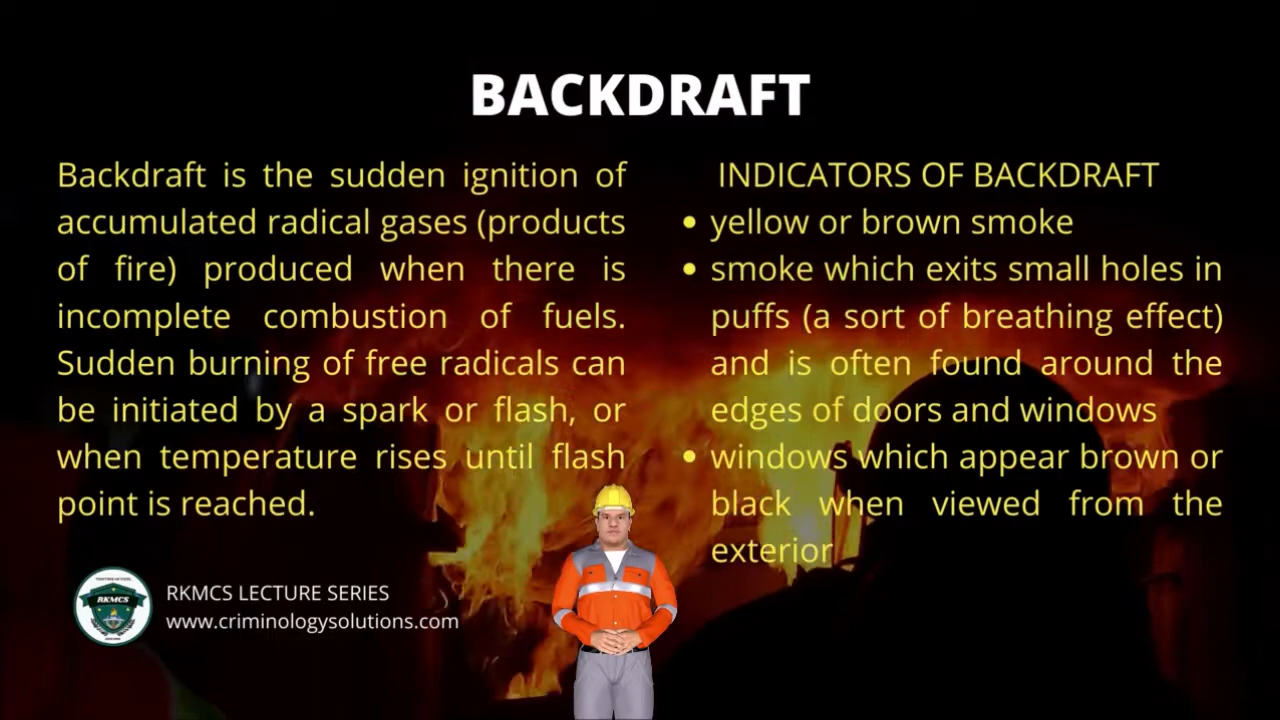 BACKDRAFT
Backdraft is the sudden ignition of
accumulated radical gases (products
of fire) produced when there is
incomplete combustion of fuels.
Sudden burning of free radicals can
be initiated by a spark or flash, or
when temperature rises until flash
point is reached.
INDICATORS OF BACKDRAFT
• yellow or brown smoke
• smoke which exits small holes in
puffs (a sort of breathing effect)
and is often found around the
edges of doors and windows
• windows which appear brown or
black when viewed from the
exterior
RKMCS
RKMCS LECTURE SERIES
www.criminologysolutions.com